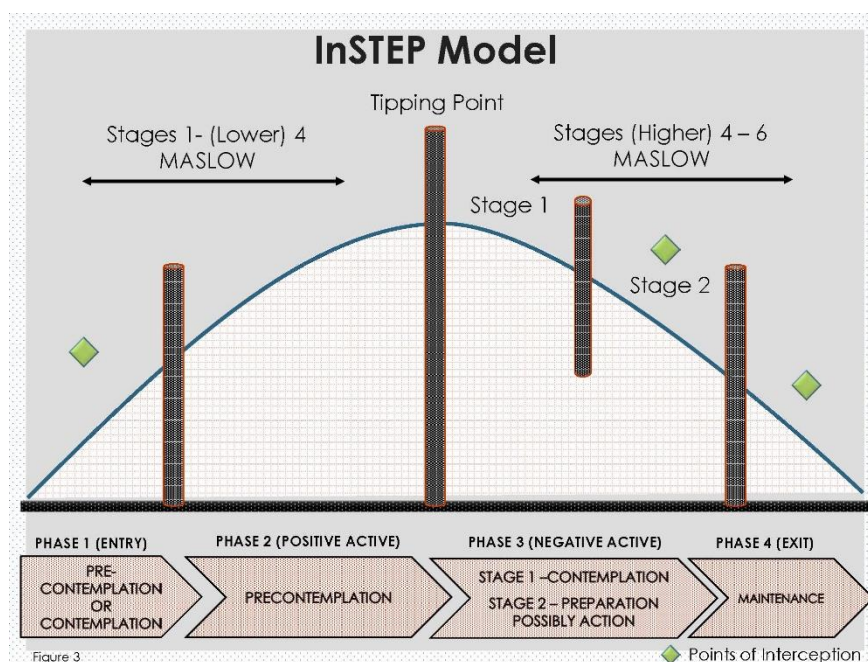 InSTEP Model
Tipping Point
Stages 1- (Lower) 4
MASLOW
Stages (Higher) 4 – 6
MASLOW
Stage 1
Stage 2
PHASE 1 (ENTRY)
PHASE 2 (POSITIVE ACTIVE)
PHASE 3 (NEGATIVE ACTIVE)
PHASE 4 (EXIT)
PRE-
CONTEMPLATION
OR
CONTEMPLATION
PRECONTEMPLATION
STAGE 1 –CONTEMPLATION
STAGE 2 – PREPARATION
POSSIBLY ACTION
MAINTENANCE
Figure 3
Points of Interception